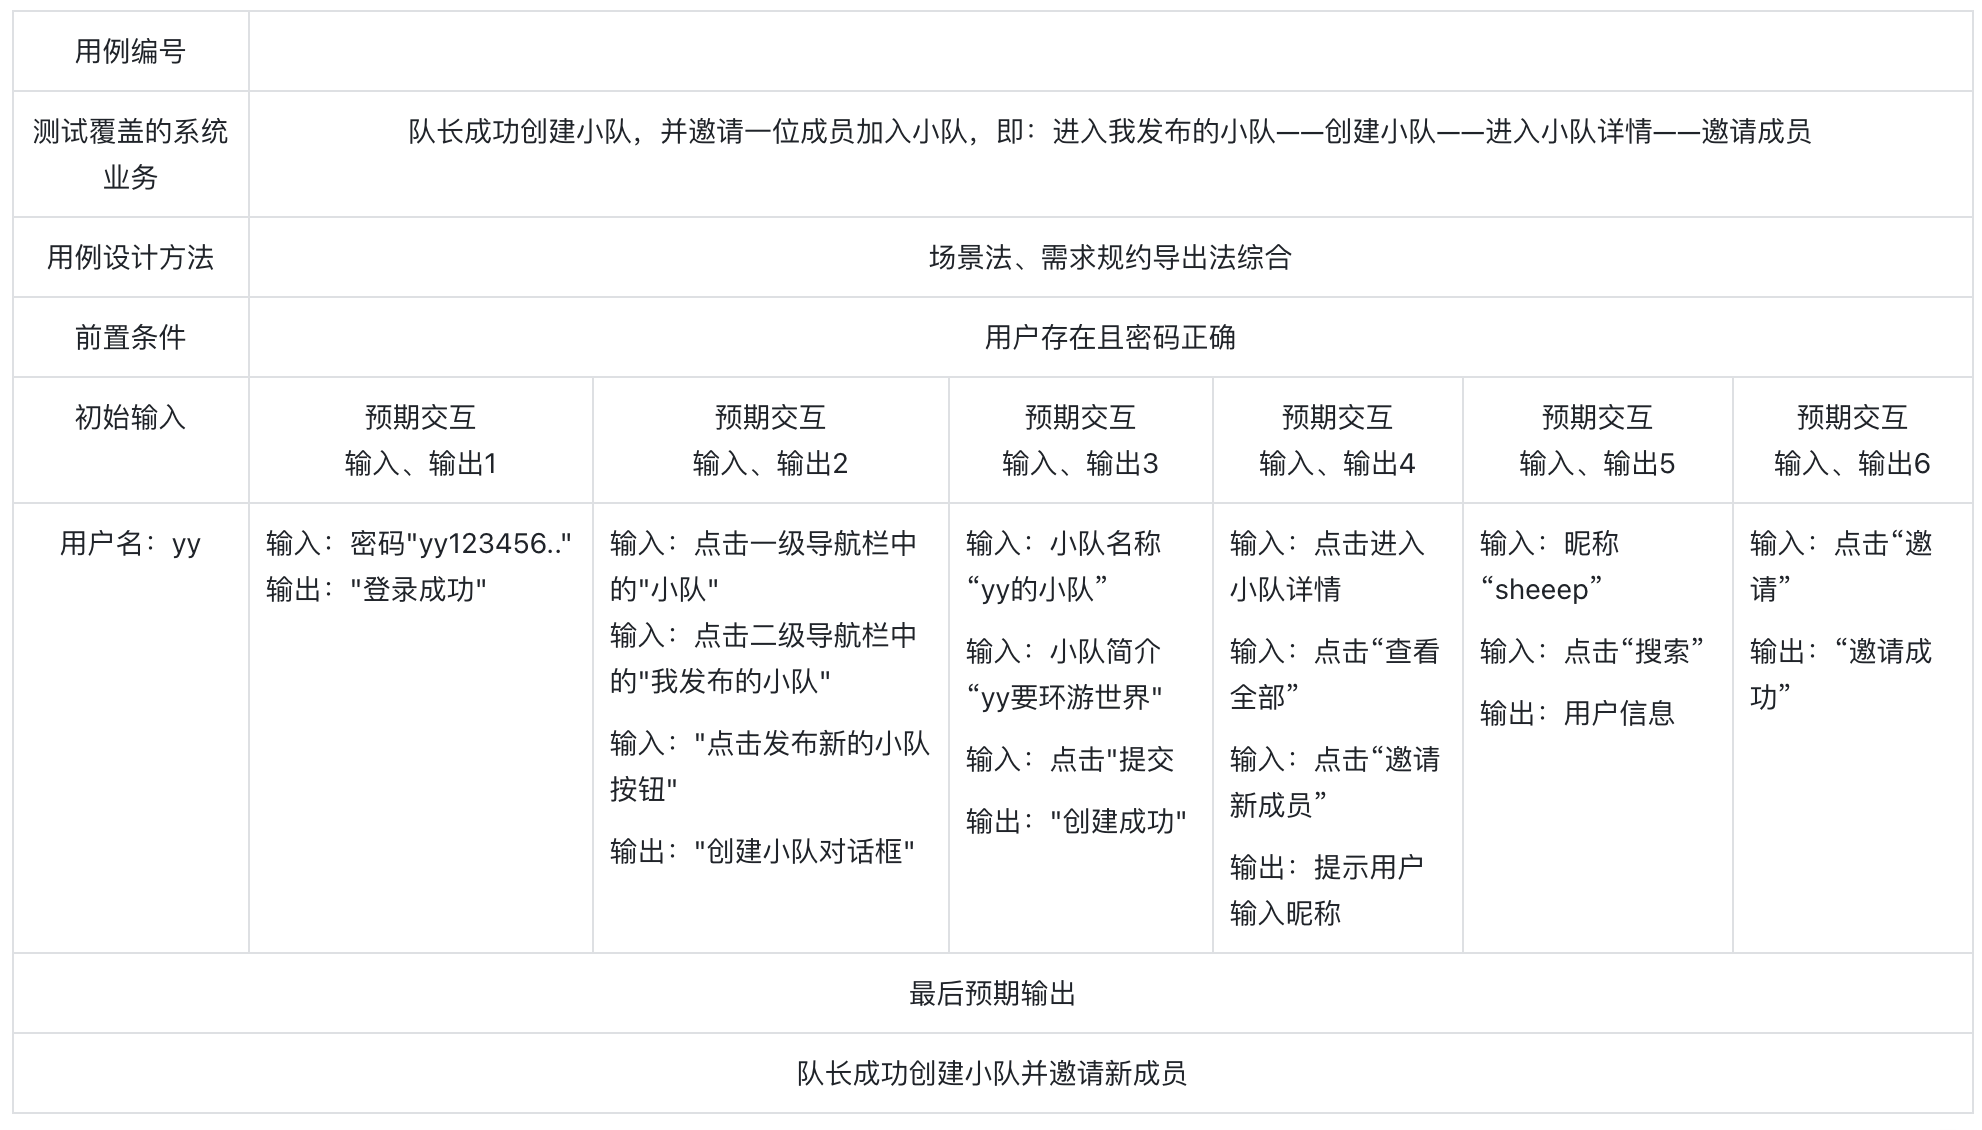 用例编号
测试覆盖的系统
业务
队长成功创建小队，并邀请一位成员加入小队，即：进入我发布的小队——创建小队——进入小队详情——邀请成员
用例设计方法
场景法、需求规约导出法综合
前置条件
用户存在且密码正确
初始输入
预期交互
输入、输出1
预期交互
输入、输出2
预期交互
输入、输出3
预期交互
输入、输出4
预期交互
输入、输出5
预期交互
输入、输出6
用户名：yy
输入：密码"yy123456.."
输出："登录成功"
输入：点击一级导航栏中
的"小队"
输入：点击二级导航栏中
的"我发布的小队"
输入："点击发布新的小队
按钮"
输出："创建小队对话框"
输入：小队名称
“yy的小队”
输入：小队简介
“yy要环游世界"
输入：点击"提交
输出："创建成功"
输入：点击进入
小队详情
输入：点击“查看
全部”
输入：点击“邀请
新成员”
输出：提示用户
输入昵称
输入：昵称
“sheeep”
输入：点击“搜索”
输出：用户信息
输入：点击“邀
请”
输出：“邀请成
功”
最后预期输出
队长成功创建小队并邀请新成员